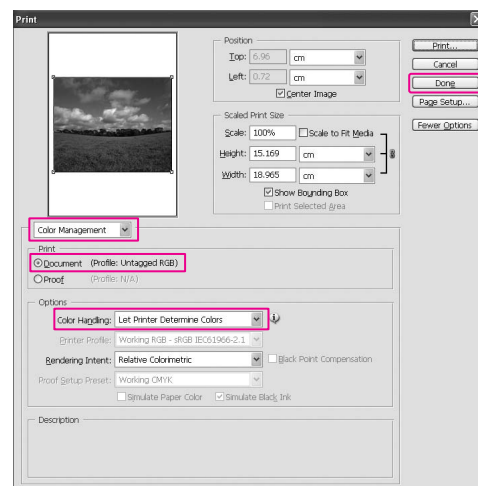 Print
Position
Top: 6.96 cm
Left: 0.72 cm
Center Image
Scaled Print Size
Scale: 100% Scale to Fit Media
Height: 15.169 cm
Width: 18.965 cm
Show Bounding Box
Print Selected Area
Print...
Cancel
Done
Page Setup...
Fewer Options
Color Management
Print
Document (Profile: Untagged RGB)
Proof (Profile: N/A)
Options
Color Handling: Let Printer Determine Colors
Printer Profile: Working RGB - sRGB IEC61966-2.1
Rendering Intent: Relative Colorimetric Black Point Compensation
Proof Setup Preset: Working CMYK
Simulate Paper Color Simulate Black Ink
Description